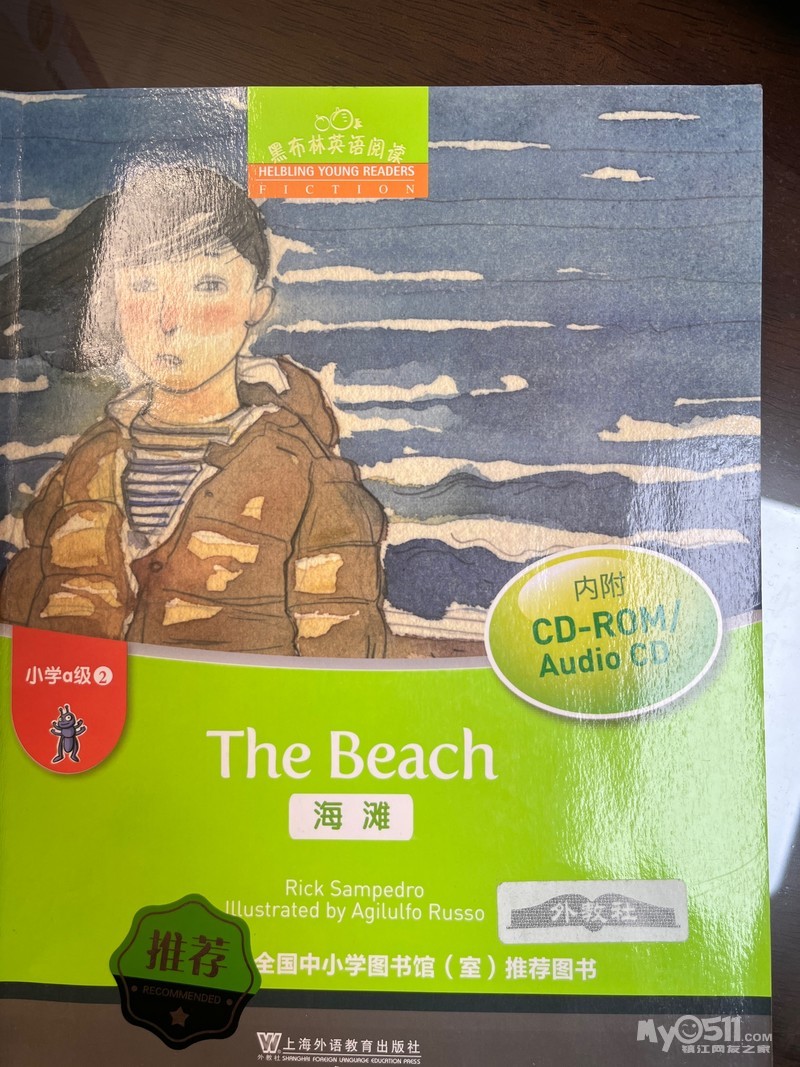 黑布林英语阅读
HELBLING YOUNG READERS
FICTION
内附
CD-ROM/
Audio CD
小学a级2
The Beach
海滩
Rick Sampedro
Illustrated by Agilulfo Russo
外教社
推荐
RECOMMENDED
全国中小学图书馆（室）推荐图书
W上海外语教育出版社
外教社 SHANGHAI FOREIGN LANGUAGE EDUCATION PRESS
My0511.COM
镇江网友之家